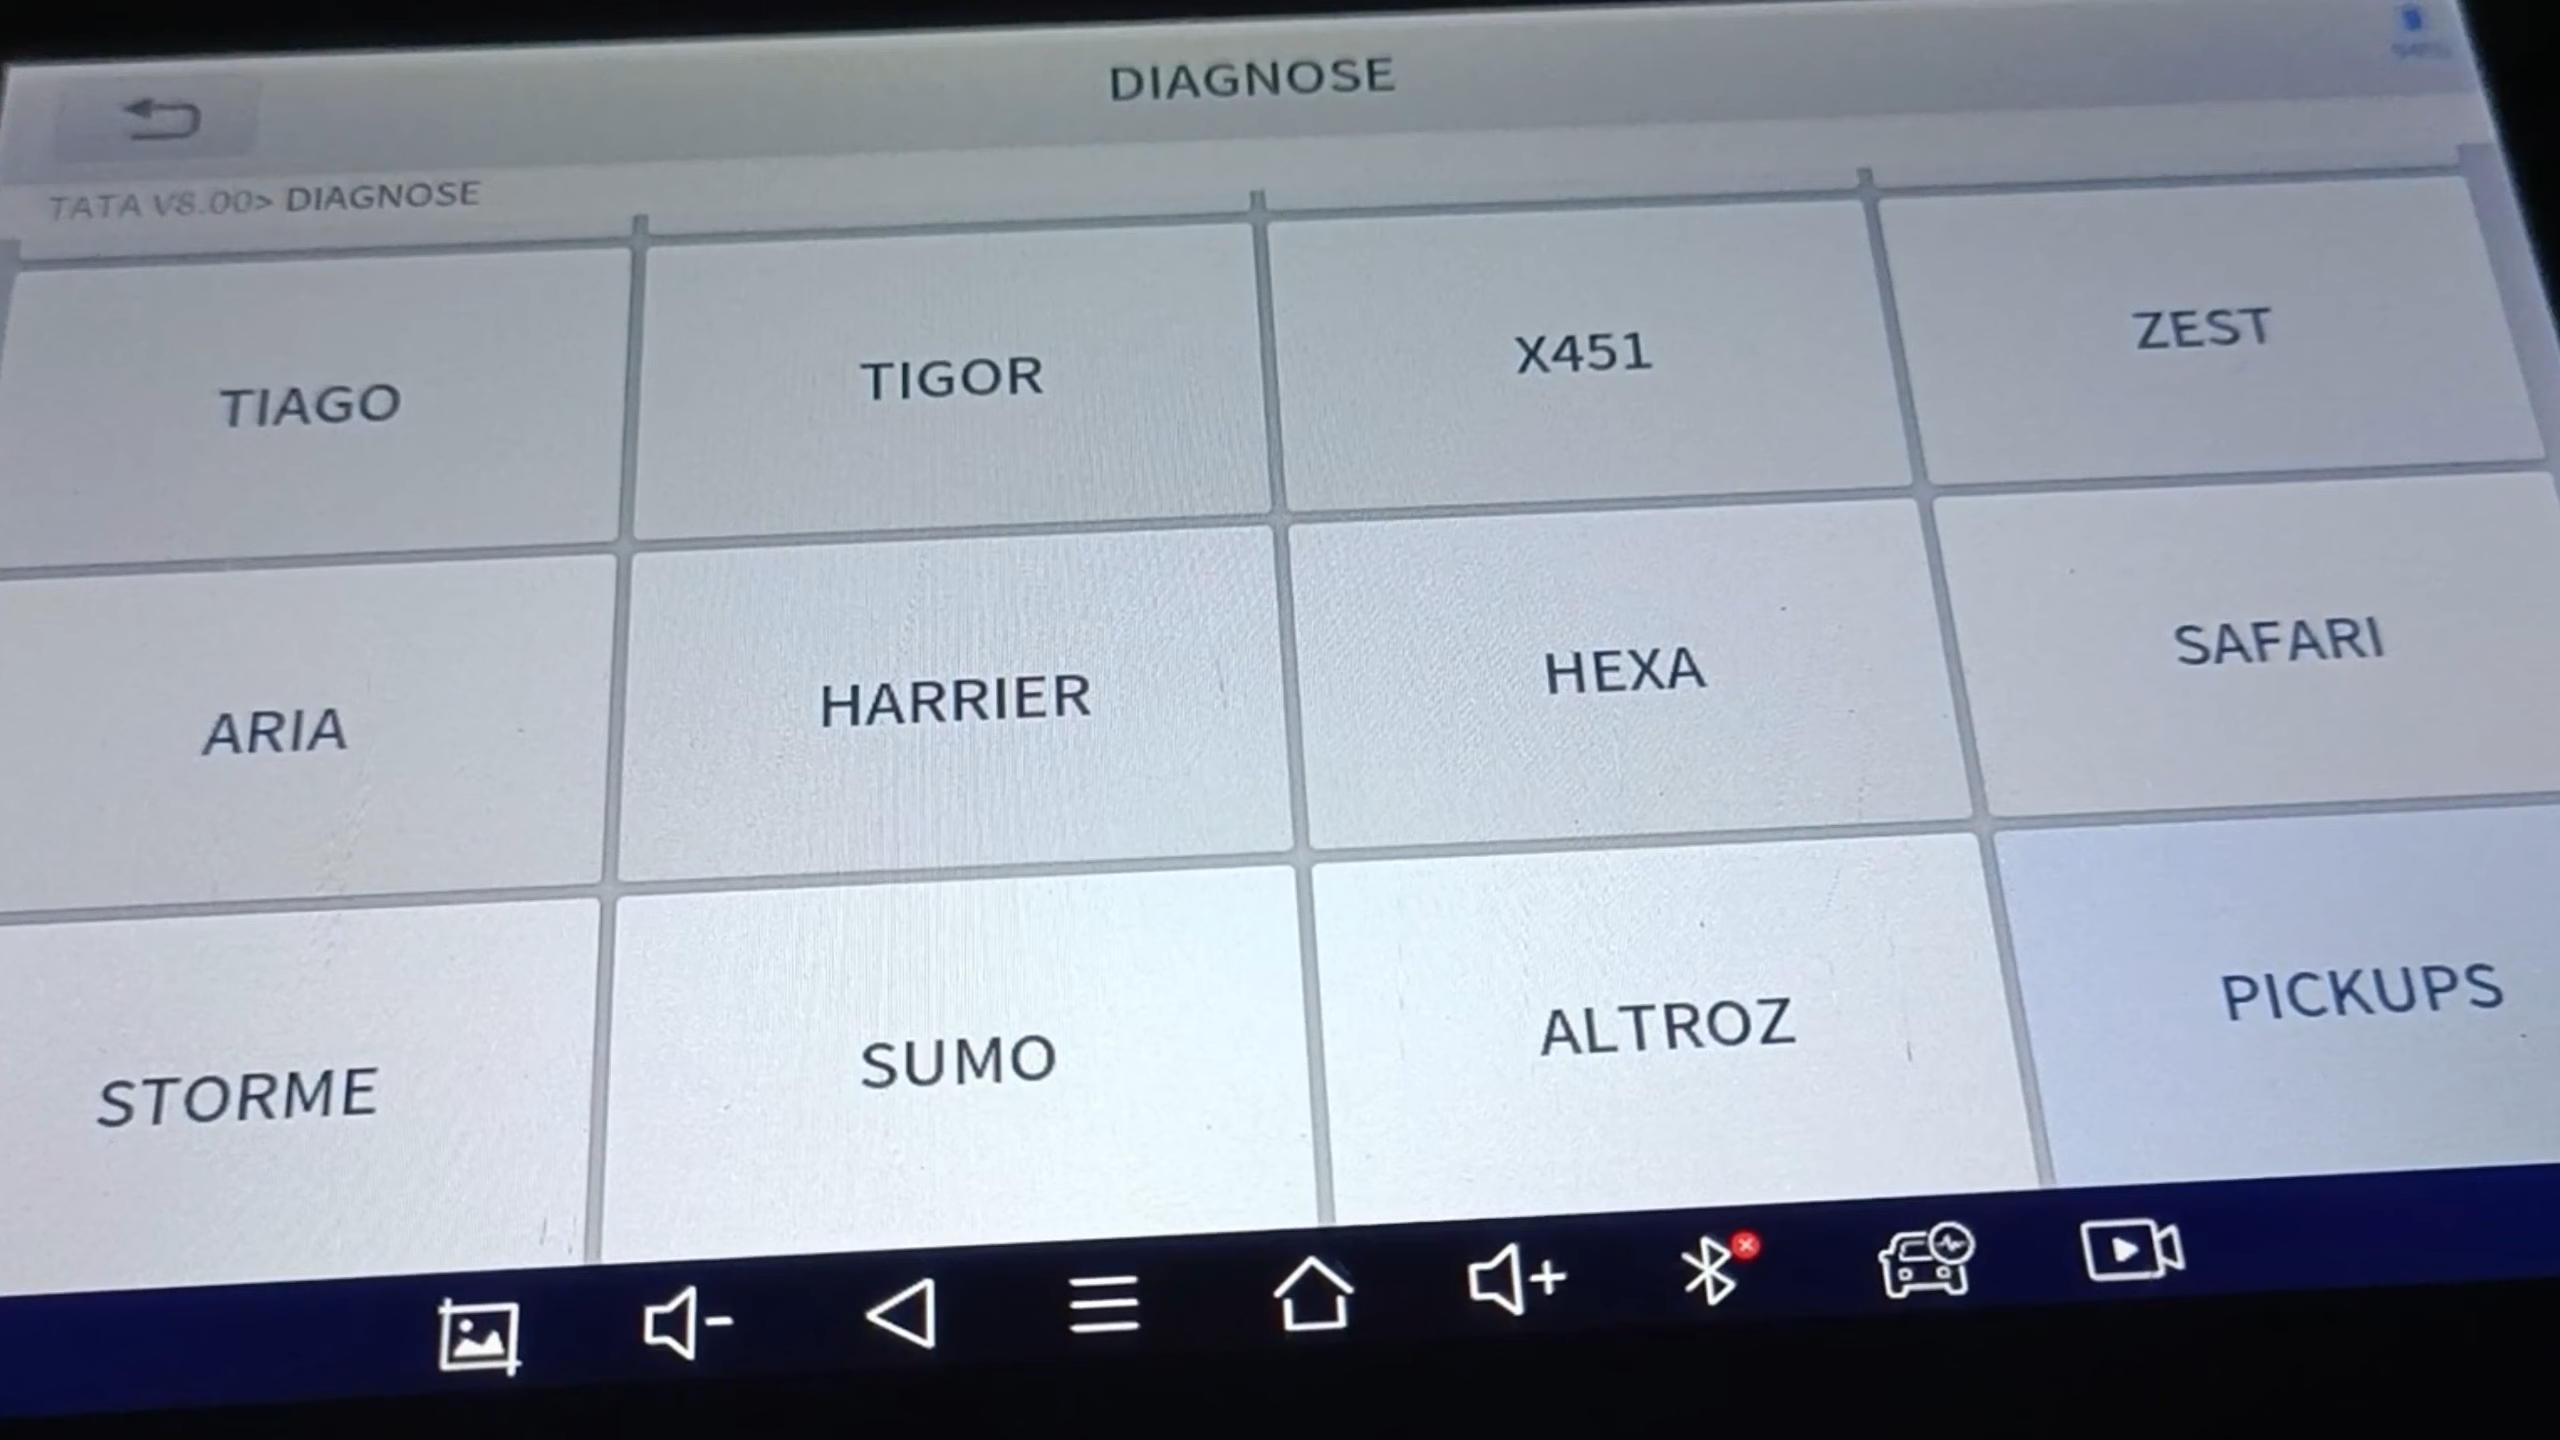 DIAGNOSE
TATA V8.00> DIAGNOSE
TIAGO
TIGOR
X451
ZEST
ARIA
HARRIER
HEXA
SAFARI
STORME
SUMO
ALTROZ
PICKUPS